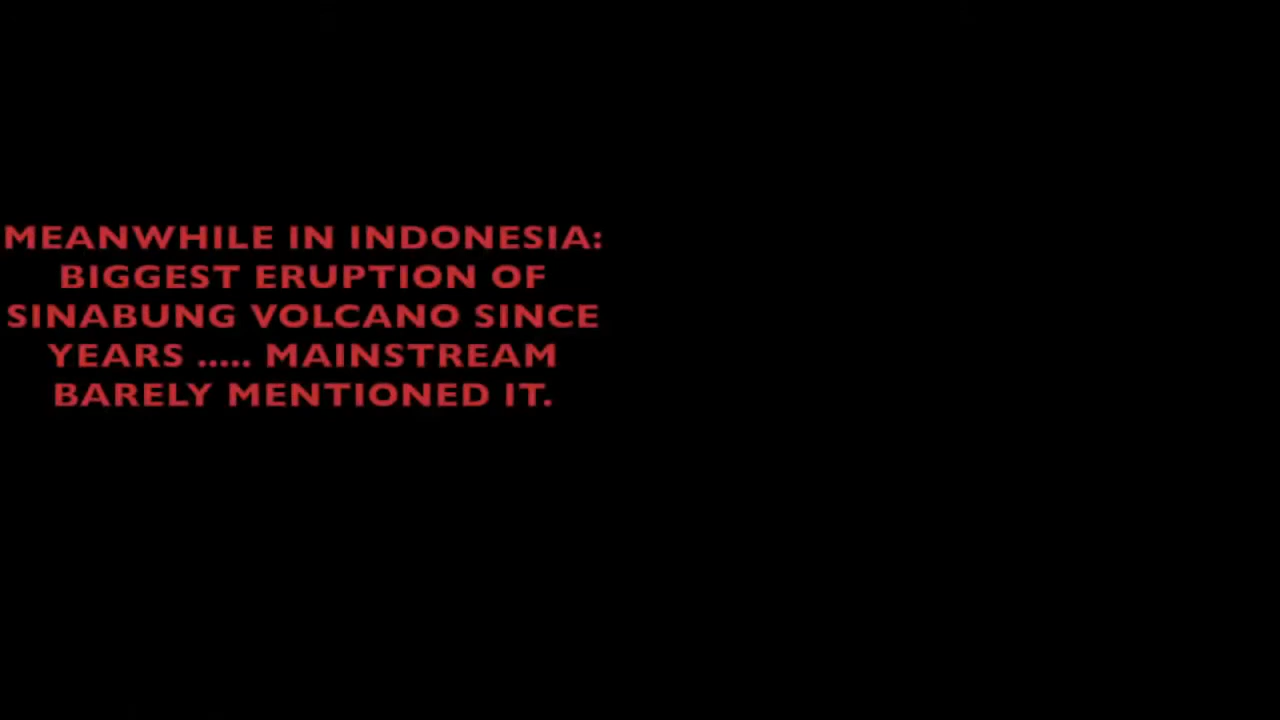 MEANWHILE IN INDONESIA:
BIGGEST ERUPTION OF
SINABUNG VOLCANO SINCE
YEARS ..... MAINSTREAM
BARELY MENTIONED IT.